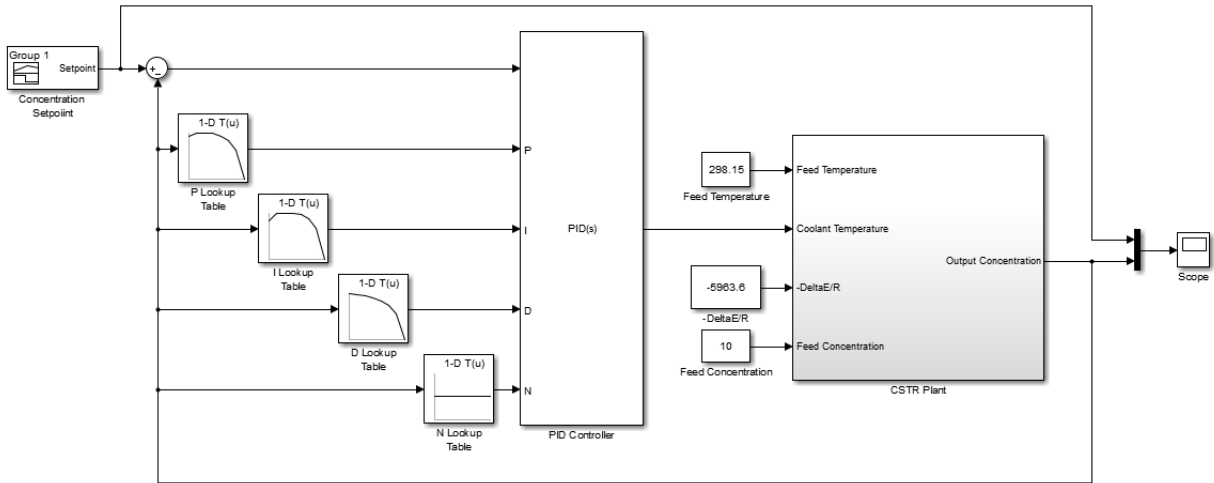 Group 1
Setpoint
Concentration
Setpoiint
+
-
1-D T(u)
P Lookup
Table
1-D T(u)
I Lookup
Table
1-D T(u)
D Lookup
Table
1-D T(u)
N Lookup
Table
P
I
D
N
PID(s)
PID Controller
298.15
Feed Temperature
-5963.6
-DeltaE/R
10
Feed Concentration
Feed Temperature
Coolant Temperature
-DeltaE/R
Feed Concentration
Output Concentration
CSTR Plant
Scope